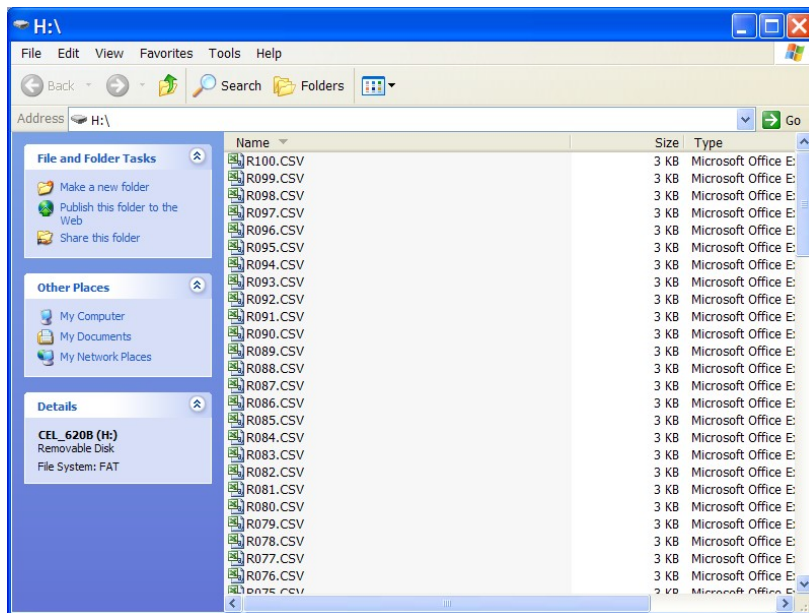 H:\
File Edit View Favorites Tools Help
Back Search Folders
Address H:\ Go
File and Folder Tasks
Make a new folder
Publish this folder to the
Web
Share this folder
Other Places
My Computer
My Documents
My Network Places
Details
CEL_620B (H:)
Removable Disk
File System: FAT
Name Size Type
R100.CSV 3 KB Microsoft Office E
R099.CSV 3 KB Microsoft Office E
R098.CSV 3 KB Microsoft Office E
R097.CSV 3 KB Microsoft Office E
R096.CSV 3 KB Microsoft Office E
R095.CSV 3 KB Microsoft Office E
R094.CSV 3 KB Microsoft Office E
R093.CSV 3 KB Microsoft Office E
R092.CSV 3 KB Microsoft Office E
R091.CSV 3 KB Microsoft Office E
R090.CSV 3 KB Microsoft Office E
R089.CSV 3 KB Microsoft Office E
R088.CSV 3 KB Microsoft Office E
R087.CSV 3 KB Microsoft Office E
R086.CSV 3 KB Microsoft Office E
R085.CSV 3 KB Microsoft Office E
R084.CSV 3 KB Microsoft Office E
R083.CSV 3 KB Microsoft Office E
R082.CSV 3 KB Microsoft Office E
R081.CSV 3 KB Microsoft Office E
R080.CSV 3 KB Microsoft Office E
R079.CSV 3 KB Microsoft Office E
R078.CSV 3 KB Microsoft Office E
R077.CSV 3 KB Microsoft Office E
R076.CSV 3 KB Microsoft Office E
R075.CSV 3 KB Microsoft Office E